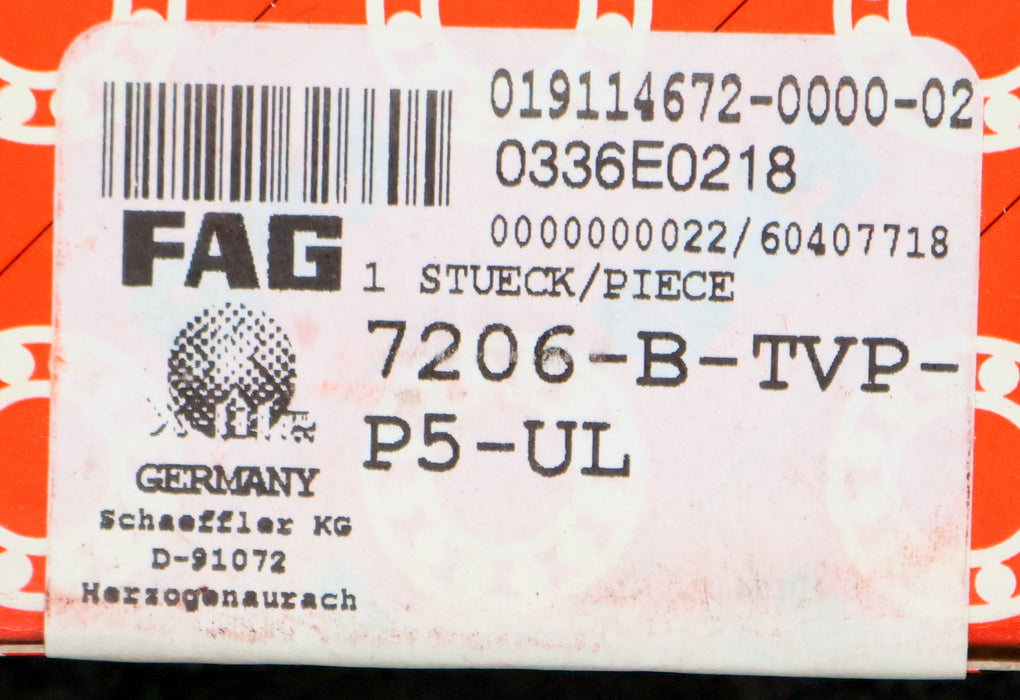 019114672-0000-02
0336E0218
0000000022/60407718
FAG
1 STUECK/PIECE
7206-B-TVP-
P5-UL
GERMANY
Schaeffler KG
D-91072
Herzogenaurach